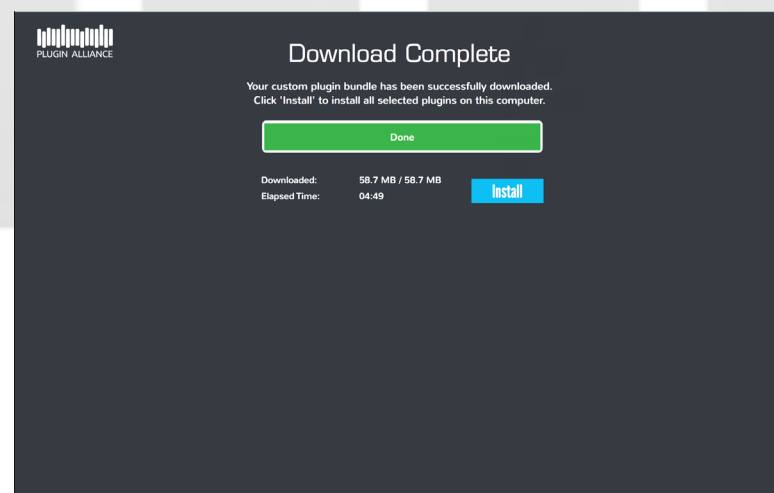 PLUGIN ALLIANCE
Download Complete
Your custom plugin bundle has been successfully downloaded.
Click 'Install' to install all selected plugins on this computer.
Done
Downloaded: 58.7 MB / 58.7 MB
Elapsed Time: 04:49
Install